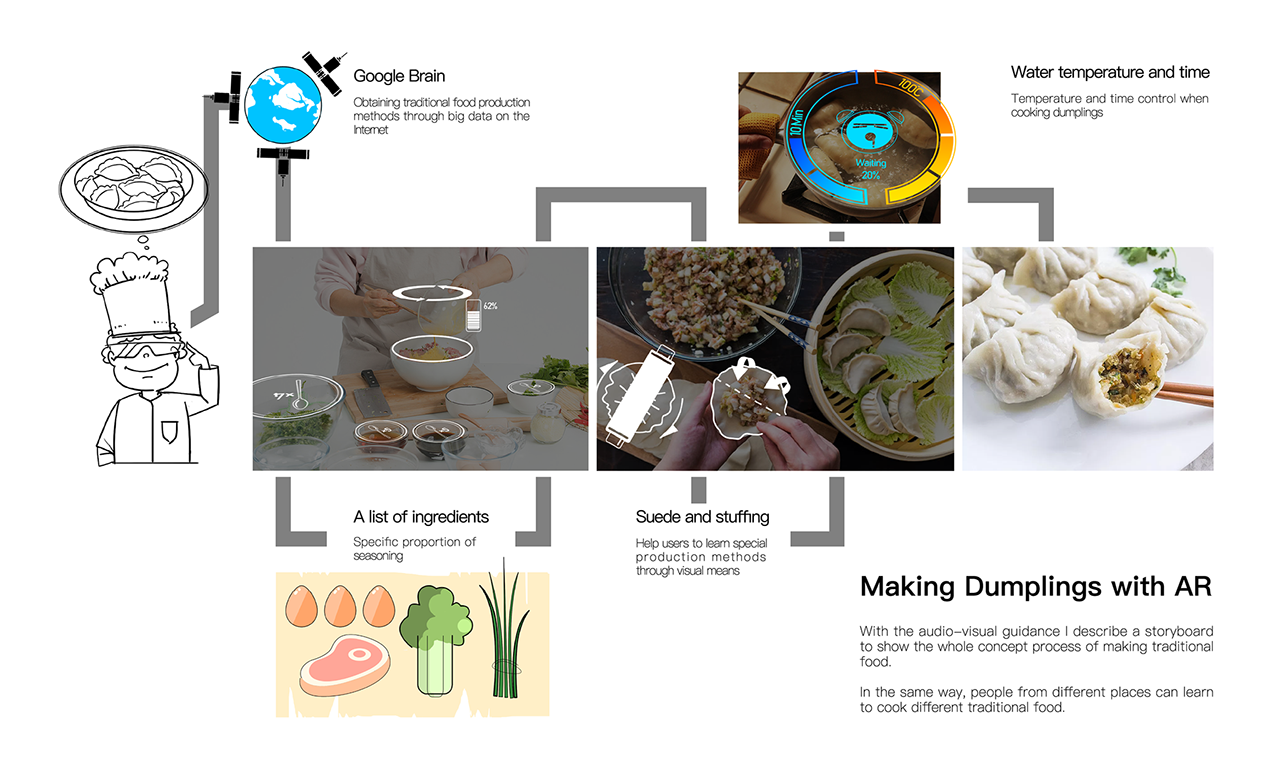 Google Brain
Obtaining traditional food production
methods through big data on the
Internet
Water temperature and time
Temperature and time control when
cooking dumplings
10 Min
100C
Waiting
20%
62%
A list of ingredients
Specific proportion of
seasoning
Suede and stuffing
Help users to learn special
production methods
through visual means
Making Dumplings with AR
With the audio-visual guidance I describe a storyboard
to show the whole concept process of making traditional
food.
In the same way, people from different places can learn
to cook different traditional food.